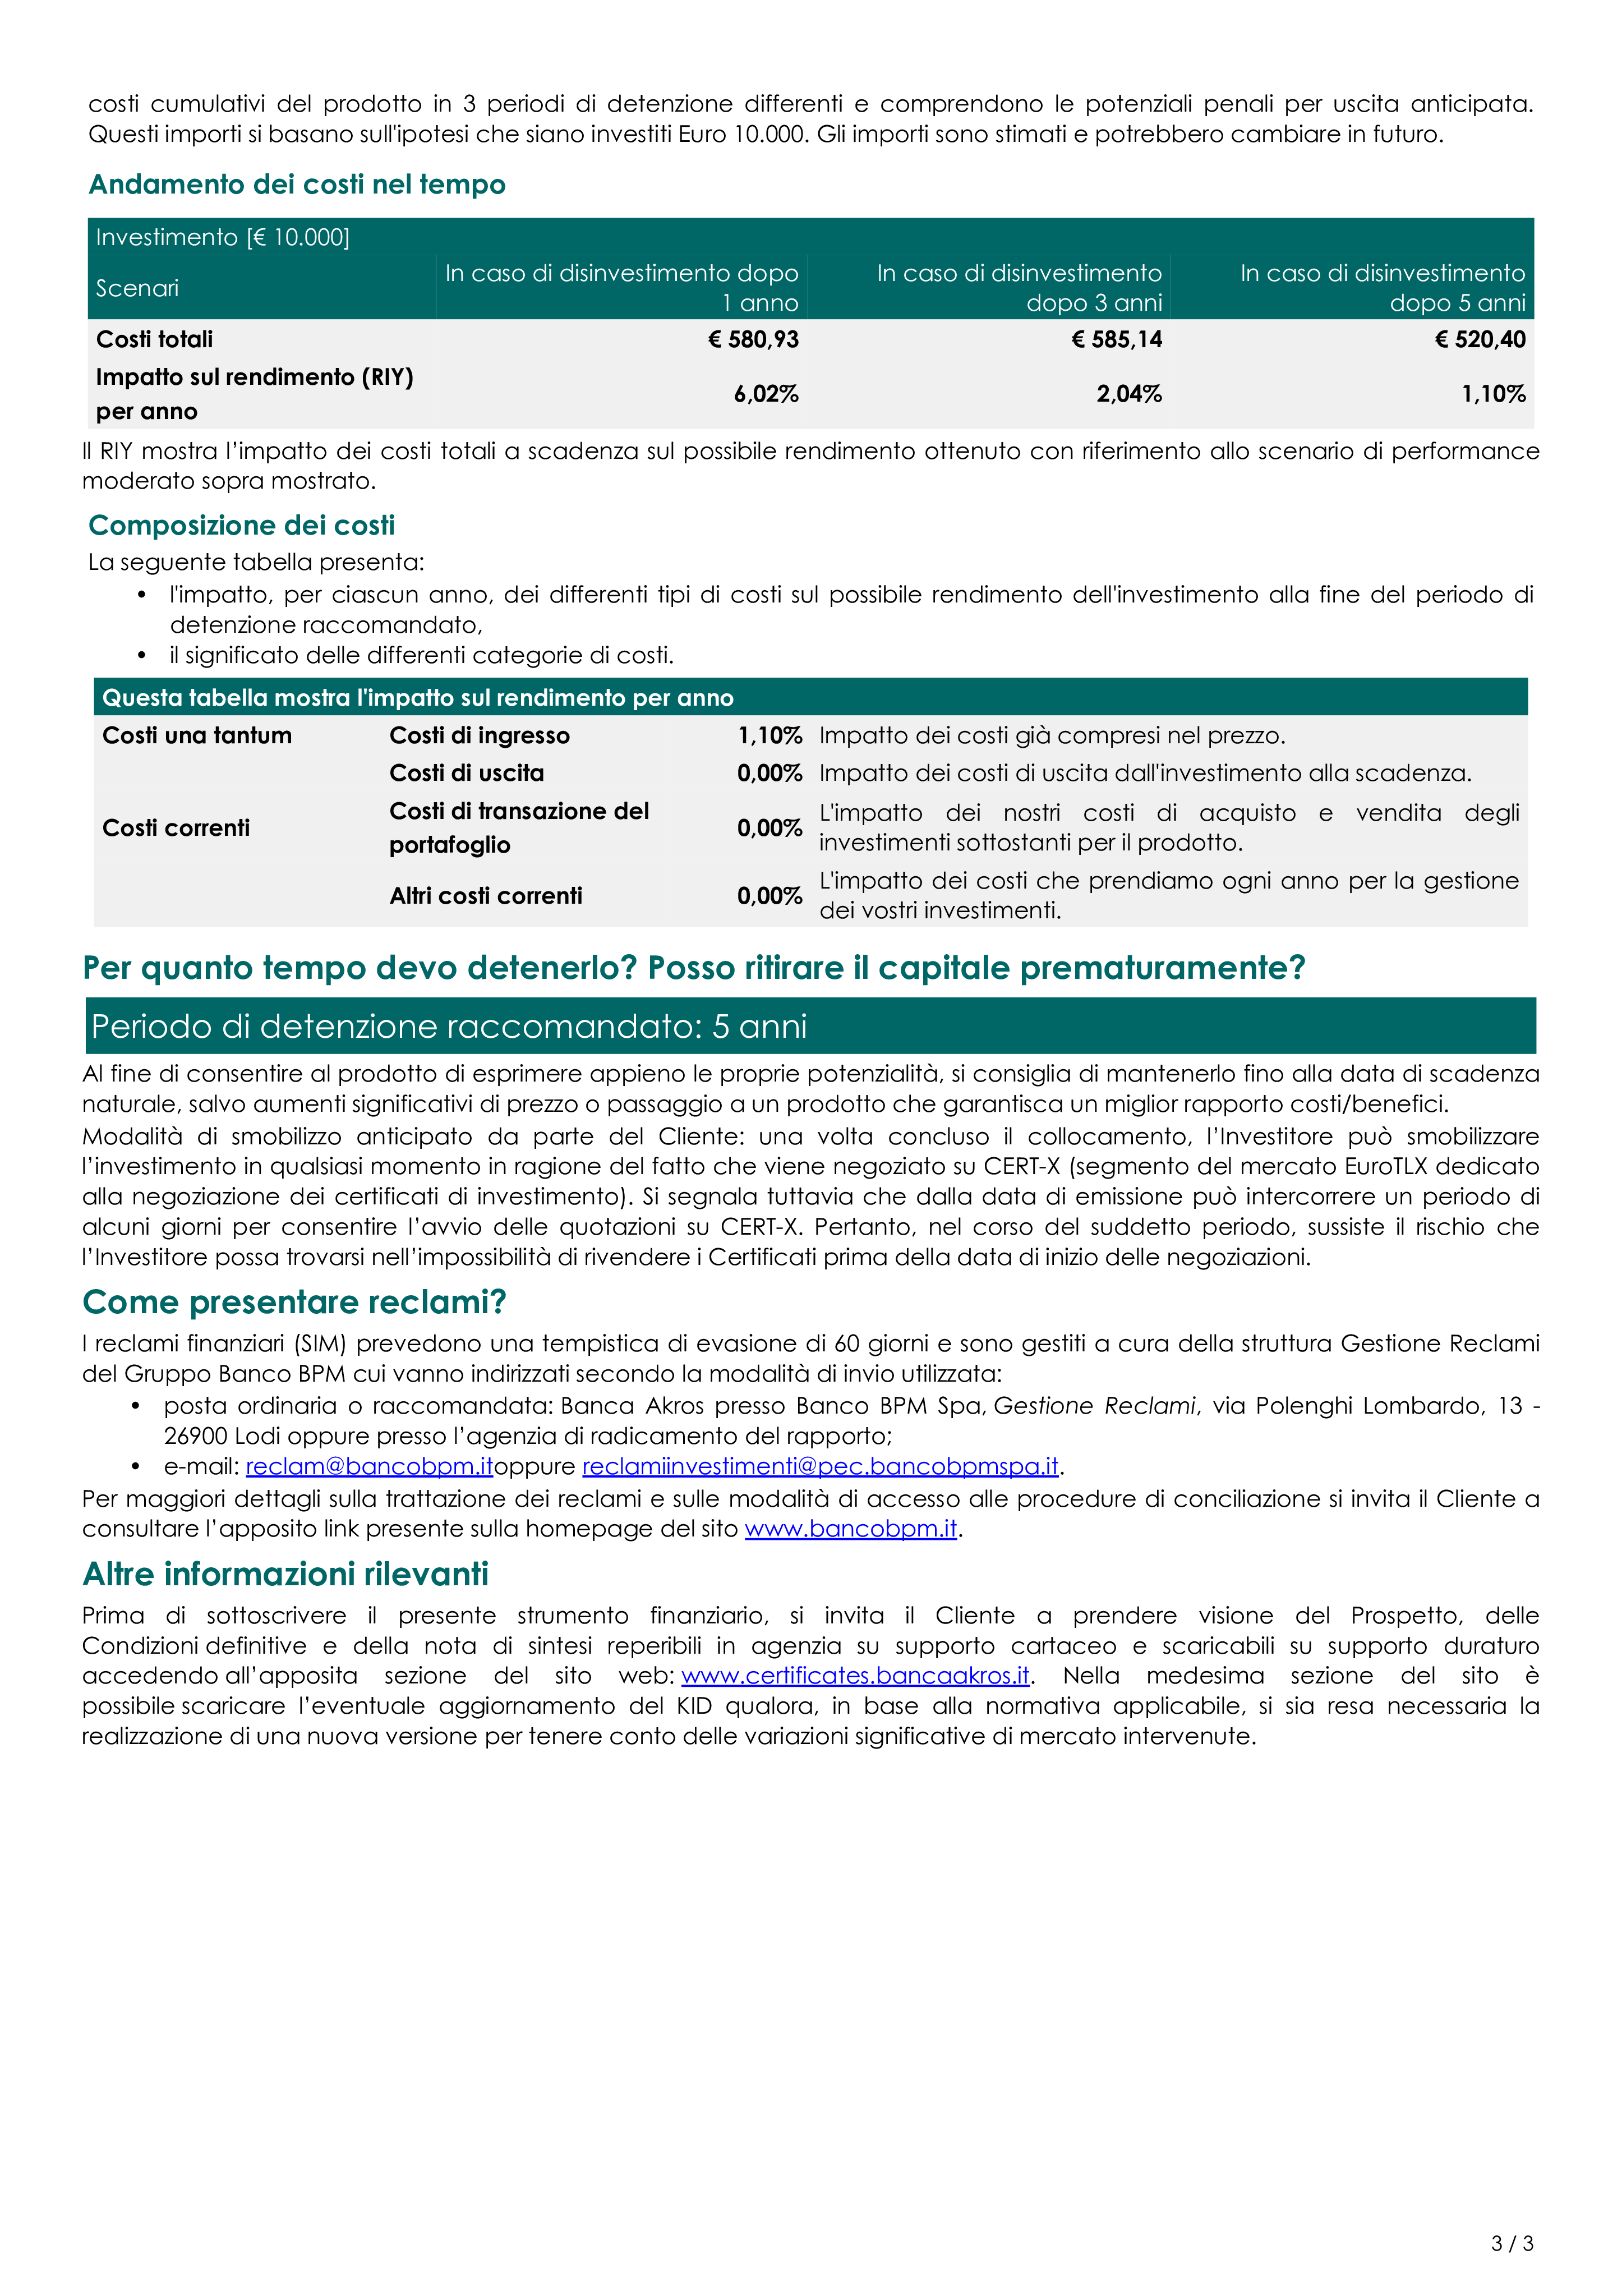 costi cumulativi del prodotto in 3 periodi di detenzione differenti e comprendono le potenziali penali per uscita anticipata.
Questi importi si basano sull'ipotesi che siano investiti Euro 10.000. Gli importi sono stimati e potrebbero cambiare in futuro.
Andamento dei costi nel tempo
Investimento [€ 10.000]
Scenari
In caso di disinvestimento dopo
1 anno
In caso di disinvestimento
dopo 3 anni
In caso di disinvestimento
dopo 5 anni
Costi totali € 580,93 € 585,14 € 520,40
Impatto sul rendimento (RIY)
per anno
6,02% 2,04% 1,10%
Il RIY mostra l’impatto dei costi totali a scadenza sul possibile rendimento ottenuto con riferimento allo scenario di performance
moderato sopra mostrato.
Composizione dei costi
La seguente tabella presenta:
• l'impatto, per ciascun anno, dei differenti tipi di costi sul possibile rendimento dell'investimento alla fine del periodo di
detenzione raccomandato,
• il significato delle differenti categorie di costi.
Questa tabella mostra l'impatto sul rendimento per anno
Costi una tantum Costi di ingresso 1,10% Impatto dei costi già compresi nel prezzo.
Costi di uscita 0,00% Impatto dei costi di uscita dall'investimento alla scadenza.
Costi correnti
Costi di transazione del
portafoglio
0,00%
L'impatto dei nostri costi di acquisto e vendita degli
investimenti sottostanti per il prodotto.
Altri costi correnti 0,00%
L'impatto dei costi che prendiamo ogni anno per la gestione
dei vostri investimenti.
Per quanto tempo devo detenerlo? Posso ritirare il capitale prematuramente?
Periodo di detenzione raccomandato: 5 anni
Al fine di consentire al prodotto di esprimere appieno le proprie potenzialità, si consiglia di mantenerlo fino alla data di scadenza
naturale, salvo aumenti significativi di prezzo o passaggio a un prodotto che garantisca un miglior rapporto costi/benefici.
Modalità di smobilizzo anticipato da parte del Cliente: una volta concluso il collocamento, l’Investitore può smobilizzare
l’investimento in qualsiasi momento in ragione del fatto che viene negoziato su CERT-X (segmento del mercato EuroTLX dedicato
alla negoziazione dei certificati di investimento). Si segnala tuttavia che dalla data di emissione può intercorrere un periodo di
alcuni giorni per consentire l’avvio delle quotazioni su CERT-X. Pertanto, nel corso del suddetto periodo, sussiste il rischio che
l’Investitore possa trovarsi nell’impossibilità di rivendere i Certificati prima della data di inizio delle negoziazioni.
Come presentare reclami?
I reclami finanziari (SIM) prevedono una tempistica di evasione di 60 giorni e sono gestiti a cura della struttura Gestione Reclami
del Gruppo Banco BPM cui vanno indirizzati secondo la modalità di invio utilizzata:
• posta ordinaria o raccomandata: Banca Akros presso Banco BPM Spa, Gestione Reclami, via Polenghi Lombardo, 13 -
26900 Lodi oppure presso l’agenzia di radicamento del rapporto;
• e-mail: reclam@bancobpm.itoppure reclamiinvestimenti@pec.bancobpmspa.it.
Per maggiori dettagli sulla trattazione dei reclami e sulle modalità di accesso alle procedure di conciliazione si invita il Cliente a
consultare l’apposito link presente sulla homepage del sito www.bancobpm.it.
Altre informazioni rilevanti
Prima di sottoscrivere il presente strumento finanziario, si invita il Cliente a prendere visione del Prospetto, delle
Condizioni definitive e della nota di sintesi reperibili in agenzia su supporto cartaceo e scaricabili su supporto duraturo
accedendo all’apposita sezione del sito web: www.certificates.bancaakros.it. Nella medesima sezione del sito è
possibile scaricare l’eventuale aggiornamento del KID qualora, in base alla normativa applicabile, si sia resa necessaria la
realizzazione di una nuova versione per tenere conto delle variazioni significative di mercato intervenute.
3 / 3